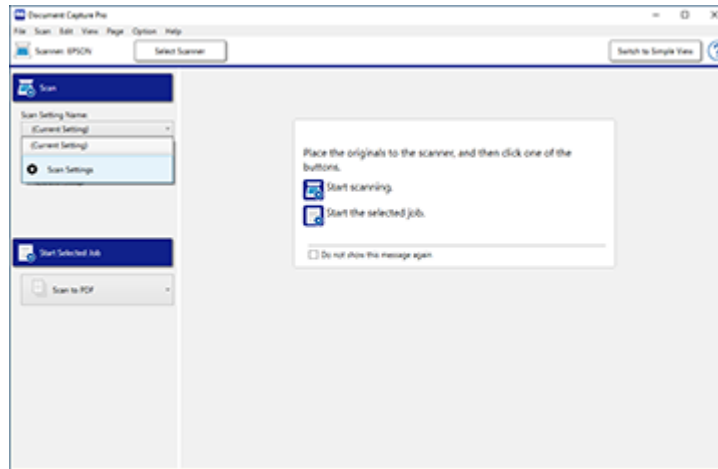 Document Capture Pro
File Scan Edit View Page Option Help
Scanner: EPSON Select Scanner Switch to Simple View ?
Scan
Scan Setting Name:
(Current Setting)
(Current Setting)
Scan Settings
Place the originals to the scanner, and then click one of the
buttons.
Start scanning.
Start the selected job.
Do not show this message again
Start Selected Job
Scan to PDF